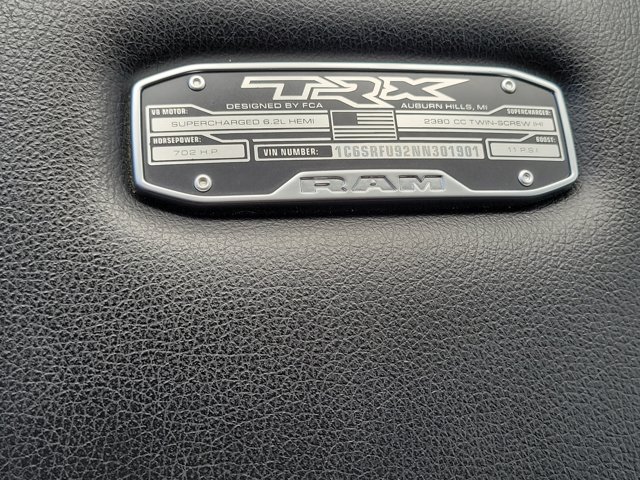 TRX
DESIGNED BY FCA AUBURN HILLS, MI
V8 MOTOR: SUPERCHARGER:
SUPERCHARGED 6.2L HEMI 2380 CC TWIN-SCREW IHI
HORSEPOWER: BOOST:
702 H.P. VIN NUMBER: 1C6SRFU92NN301901 11 P.S.I.
RAM